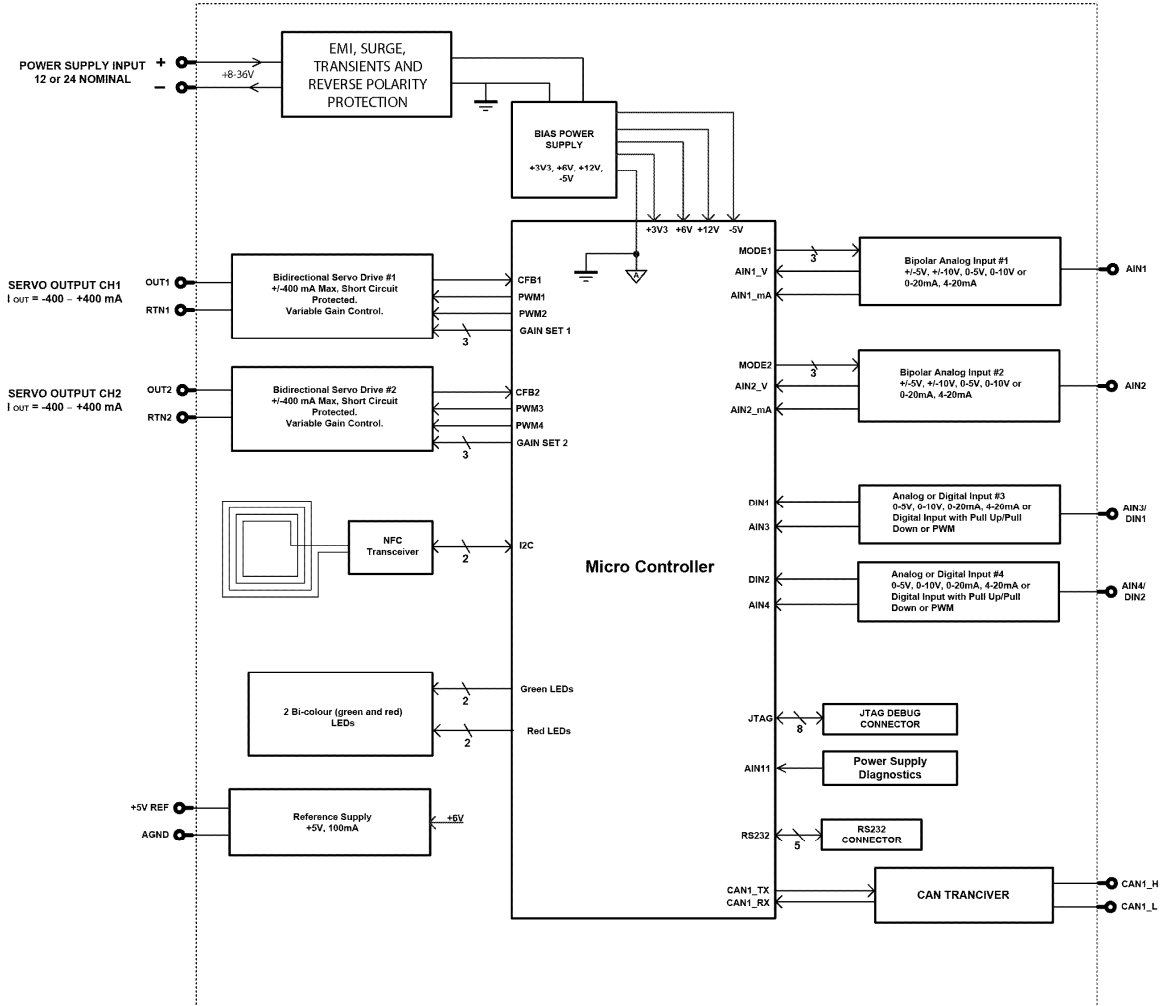 POWER SUPPLY INPUT
12 or 24 NOMINAL
+
−
+8-36V
EMI, SURGE,
TRANSIENTS AND
REVERSE POLARITY
PROTECTION
BIAS POWER
SUPPLY
+3V3, +6V, +12V,
-5V
+3V3
+6V
+12V
-5V
A
SERVO OUTPUT CH1
I OUT = -400 – +400 mA
OUT1
RTN1
Bidirectional Servo Drive #1
+/-400 mA Max, Short Circuit
Protected.
Variable Gain Control.
CFB1
PWM1
PWM2
GAIN SET 1
3
SERVO OUTPUT CH2
I OUT = -400 – +400 mA
OUT2
RTN2
Bidirectional Servo Drive #2
+/-400 mA Max, Short Circuit
Protected.
Variable Gain Control.
CFB2
PWM3
PWM4
GAIN SET 2
3
NFC
Transceiver
2
I2C
Micro Controller
2 Bi-colour (green and red)
LEDs
Green LEDs
2
Red LEDs
2
+5V REF
AGND
Reference Supply
+5V, 100mA
+6V
MODE1
3
AIN1_V
AIN1_mA
Bipolar Analog Input #1
+/-5V, +/-10V, 0-5V, 0-10V or
0-20mA, 4-20mA
AIN1
MODE2
3
AIN2_V
AIN2_mA
Bipolar Analog Input #2
+/-5V, +/-10V, 0-5V, 0-10V or
0-20mA, 4-20mA
AIN2
DIN1
AIN3
Analog or Digital Input #3
0-5V, 0-10V, 0-20mA, 4-20mA or
Digital Input with Pull Up/Pull
Down or PWM
AIN3/
DIN1
DIN2
AIN4
Analog or Digital Input #4
0-5V, 0-10V, 0-20mA, 4-20mA or
Digital Input with Pull Up/Pull
Down or PWM
AIN4/
DIN2
JTAG
8
JTAG DEBUG
CONNECTOR
AIN11
Power Supply
Diagnostics
RS232
5
RS232
CONNECTOR
CAN1_TX
CAN1_RX
CAN TRANCIVER
CAN1_H
CAN1_L